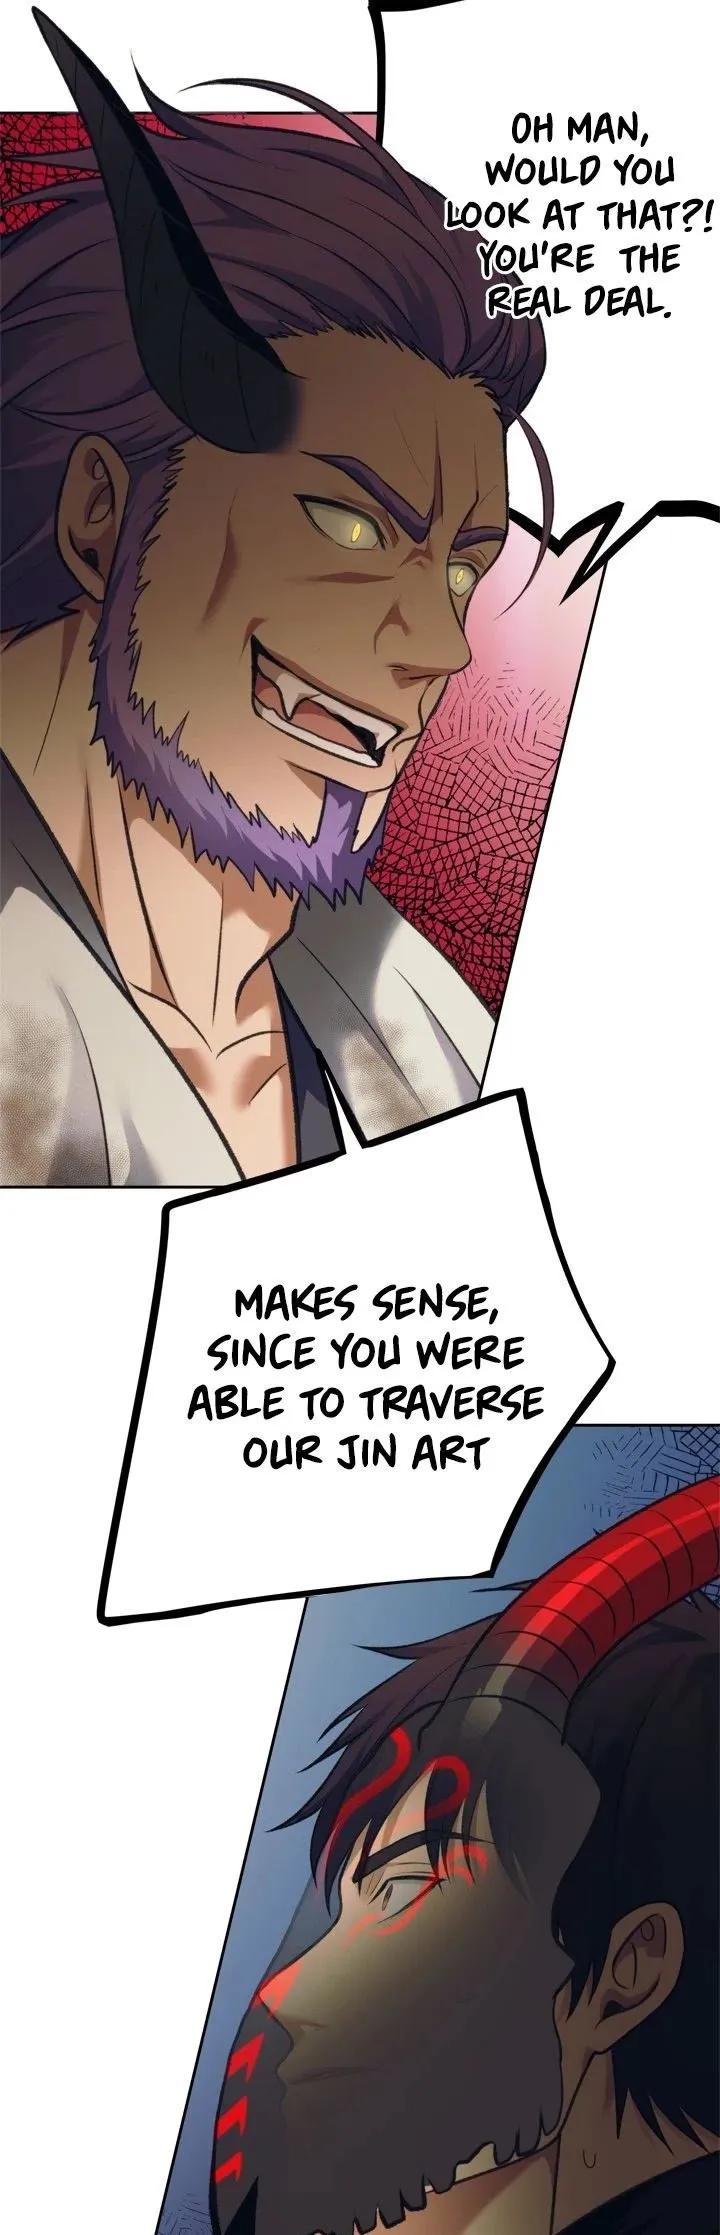 OH MAN,
WOULD YOU
LOOK AT THAT?!
YOU'RE THE
REAL DEAL.
MAKES SENSE,
SINCE YOU WERE
ABLE TO TRAVERSE
OUR JIN ART